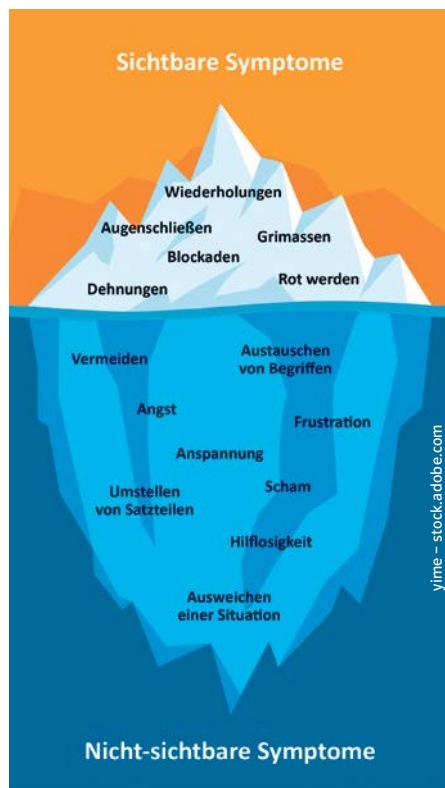 Sichtbare Symptome
Wiederholungen
Augenschließen
Grimassen
Blockaden
Rot werden
Dehnungen
Vermeiden
Austauschen
von Begriffen
Angst
Frustration
Anspannung
Scham
Umstellen
von Satzteilen
Hilflosigkeit
Ausweichen
einer Situation
Nicht-sichtbare Symptome
yime – stock.adobe.com